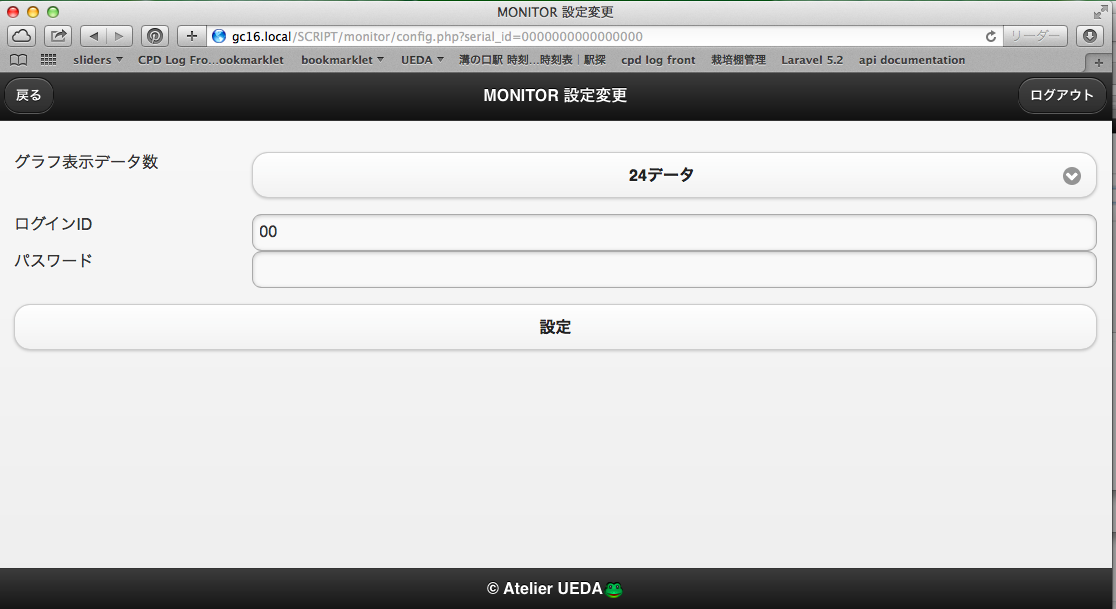 MONITOR 設定変更
gc16.local/SCRIPT/monitor/config.php?serial_id=0000000000000000
リーダー
sliders CPD Log Fro...ookmarklet bookmarklet UEDA 溝の口駅 時刻...時刻表｜駅探 cpd log front 栽培棚管理 Laravel 5.2 api documentation
戻る MONITOR 設定変更 ログアウト
グラフ表示データ数 24データ
ログインID 00
パスワード
設定
© Atelier UEDA